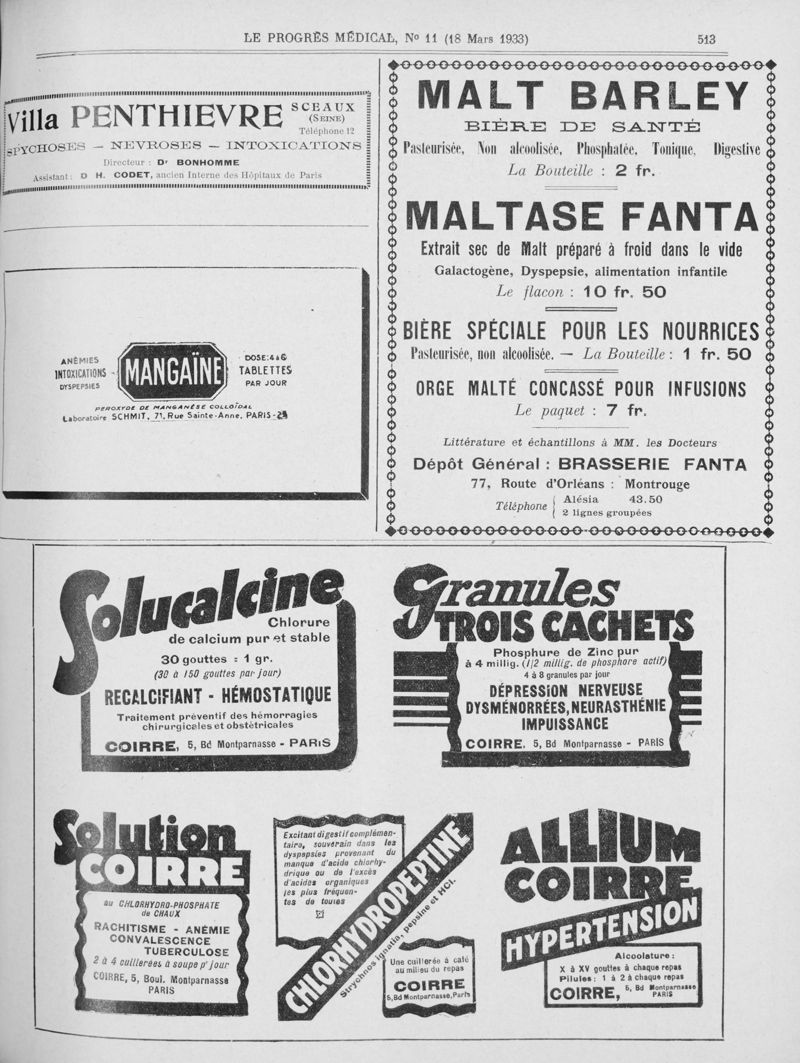 LE PROGRÈS MÉDICAL, No 11 (18 Mars 1933) 513
Villa PENTHIEVRE SCEAUX
(SEINE)
Téléphone 12
PSYCHOSES — NEVROSES — INTOXICATIONS
Directeur : Dr BONHOMME
Assistant : D H. CODET, ancien Interne des Hôpitaux de Paris
ANÉMIES
INTOXICATIONS -
DYSPEPSIES
MANGAÏNE
DOSE: 4 à 6
TABLETTES
PAR JOUR
PEROXYDE DE MANGANÈSE COLLOÏDAL
Laboratoire SCHMIT, 71, Rue Sainte-Anne, PARIS-2e
MALT BARLEY
BIÈRE DE SANTÉ
Pasteurisée, Non alcoolisée, Phosphatée, Tonique, Digestive
La Bouteille : 2 fr.
MALTASE FANTA
Extrait sec de Malt préparé à froid dans le vide
Galactogène, Dyspepsie, alimentation infantile
Le flacon : 10 fr. 50
BIÈRE SPÉCIALE POUR LES NOURRICES
Pasteurisée, non alcoolisée. — La Bouteille : 1 fr. 50
ORGE MALTÉ CONCASSÉ POUR INFUSIONS
Le paquet : 7 fr.
Littérature et échantillons à MM. les Docteurs
Dépôt Général : BRASSERIE FANTA
77, Route d'Orléans : Montrouge
Téléphone { Alésia 43.50
2 lignes groupées
Solucalcine
Chlorure
de calcium pur et stable
30 gouttes = 1 gr.
(30 à 150 gouttes par jour)
RECALCIFIANT - HÉMOSTATIQUE
Traitement préventif des hémorragies
chirurgicales et obstétricales
COIRRE, 5, Bd Montparnasse - PARIS
Granules
TROIS CACHETS
Phosphure de Zinc pur
à 4 millig. (1/2 millig. de phosphore actif)
4 à 8 granules par jour
DÉPRESSION NERVEUSE
DYSMÉNORRÉES, NEURASTHÉNIE
IMPUISSANCE
COIRRE, 5, Bd Montparnasse - PARIS
Solution
COIRRE
au CHLORHYDRO-PHOSPHATE
de CHAUX
RACHITISME - ANÉMIE
CONVALESCENCE
TUBERCULOSE
2 à 4 cuillerées à soupe pr jour
COIRRE, 5, Boul. Montparnasse
PARIS
Excitant digestif complémen-
taire, souverain dans les
dyspepsies provenant du
manque d'acide chlorhy-
drique ou de l'excès
d'acides organiques
les plus fréquen-
tes de toutes
CHLORHYDROPEPTINE
Strychnos ignatia, pepsine et HCl.
Une cuillerée à café
au milieu du repas
COIRRE
5, Bd Montparnasse, Paris
ALLIUM
COIRRE
HYPERTENSION
Alcoolature :
X à XV gouttes à chaque repas
Pilules : 1 à 2 à chaque repas
COIRRE, 5, Bd Montparnasse
PARIS